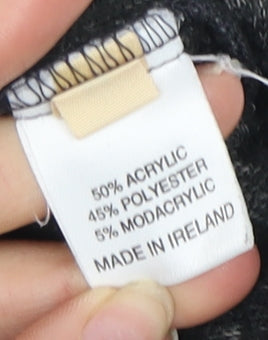 50% ACRYLIC
45% POLYESTER
5% MODACRYLIC
MADE IN IRELAND